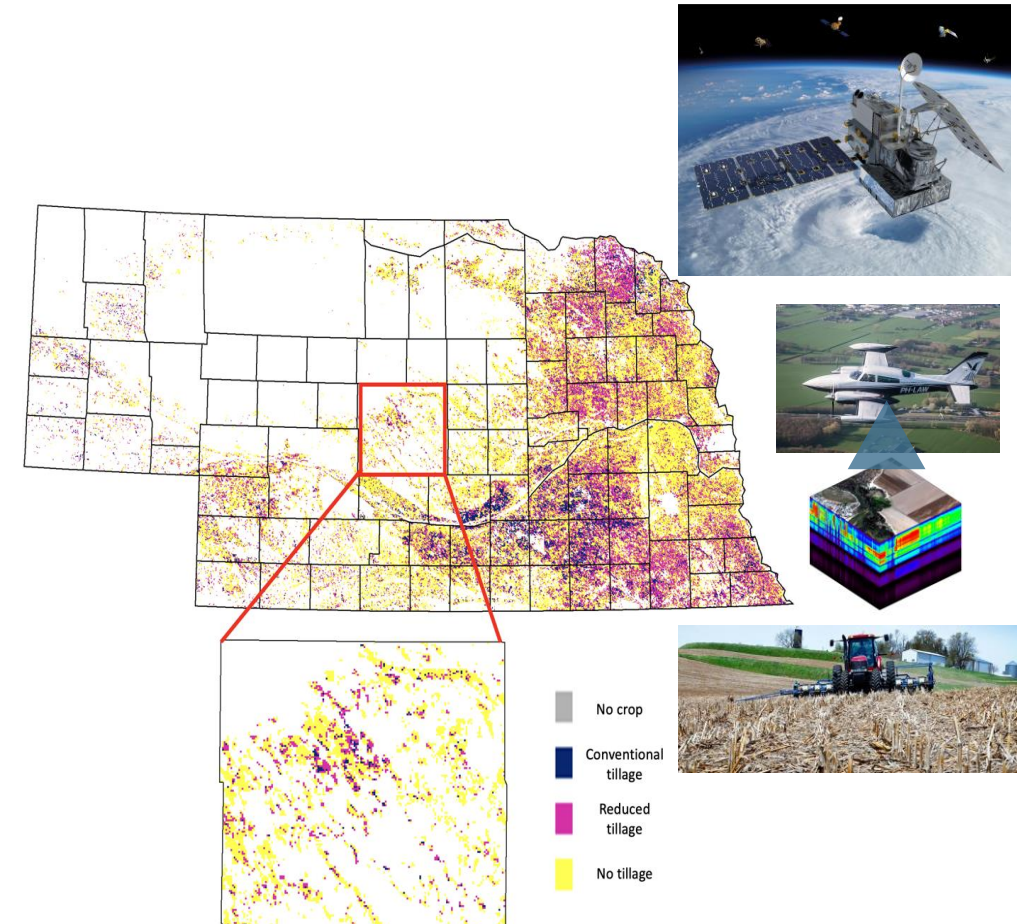 PH-LAW
No crop
Conventional
tillage
Reduced
tillage
No tillage